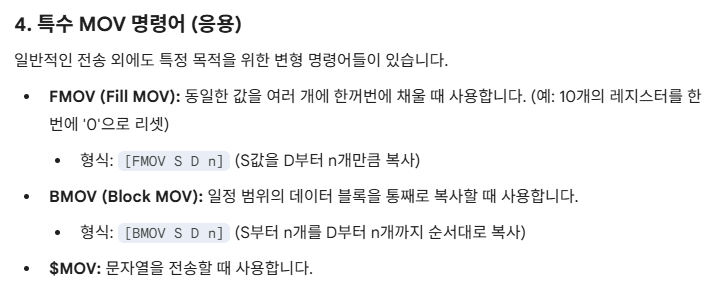 4. 특수 MOV 명령어 (응용)
일반적인 전송 외에도 특정 목적을 위한 변형 명령어들이 있습니다.
• FMOV (Fill MOV): 동일한 값을 여러 개에 한꺼번에 채울 때 사용합니다. (예: 10개의 레지스터를 한
번에 '0'으로 리셋)
• 형식: [FMOV S D n] (S값을 D부터 n개만큼 복사)
• BMOV (Block MOV): 일정 범위의 데이터 블록을 통째로 복사할 때 사용합니다.
• 형식: [BMOV S D n] (S부터 n개를 D부터 n개까지 순서대로 복사)
• $MOV: 문자열을 전송할 때 사용합니다.